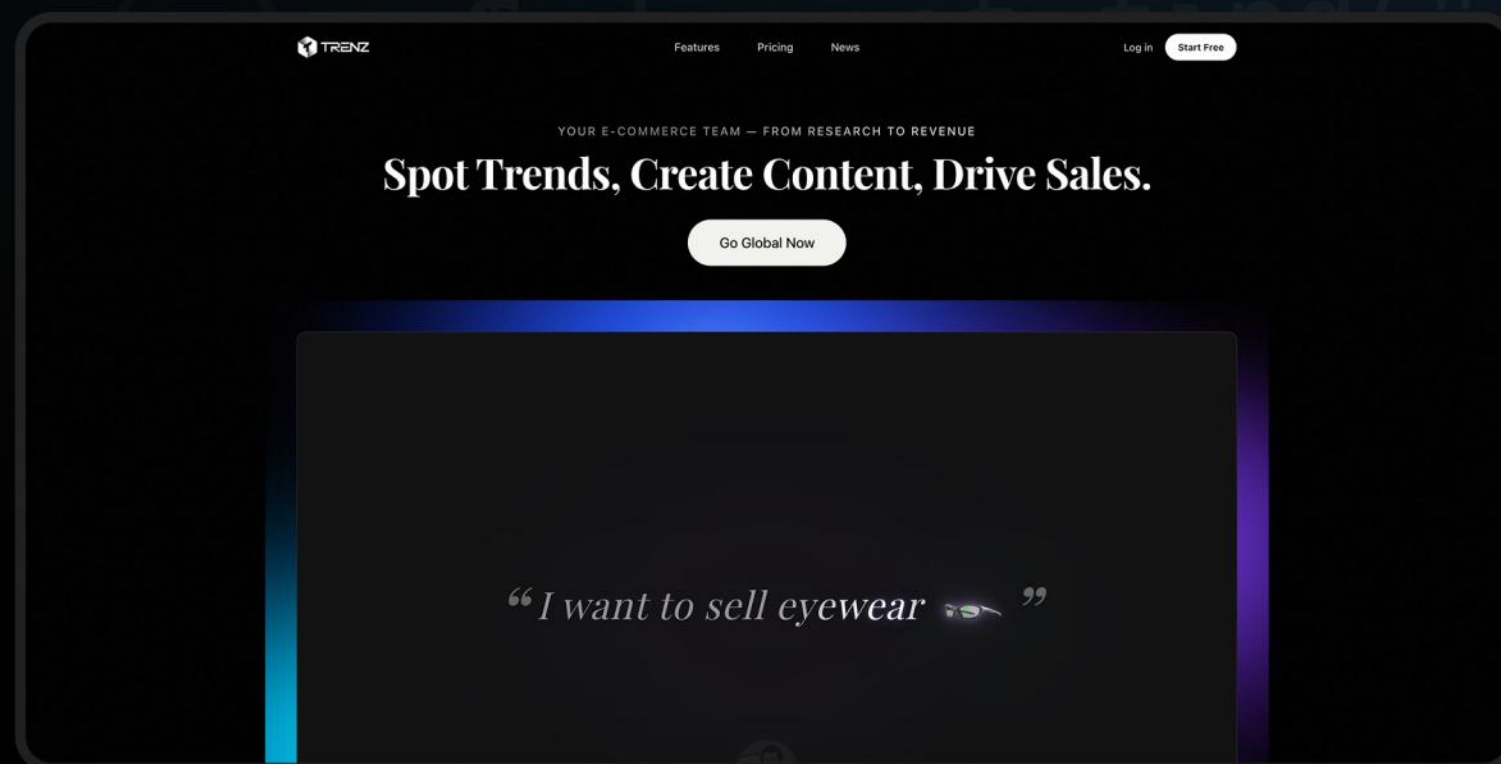 TRENZ
Features Pricing News
Log in Start Free
YOUR E-COMMERCE TEAM — FROM RESEARCH TO REVENUE
Spot Trends, Create Content, Drive Sales.
Go Global Now
“ I want to sell eyewear ”